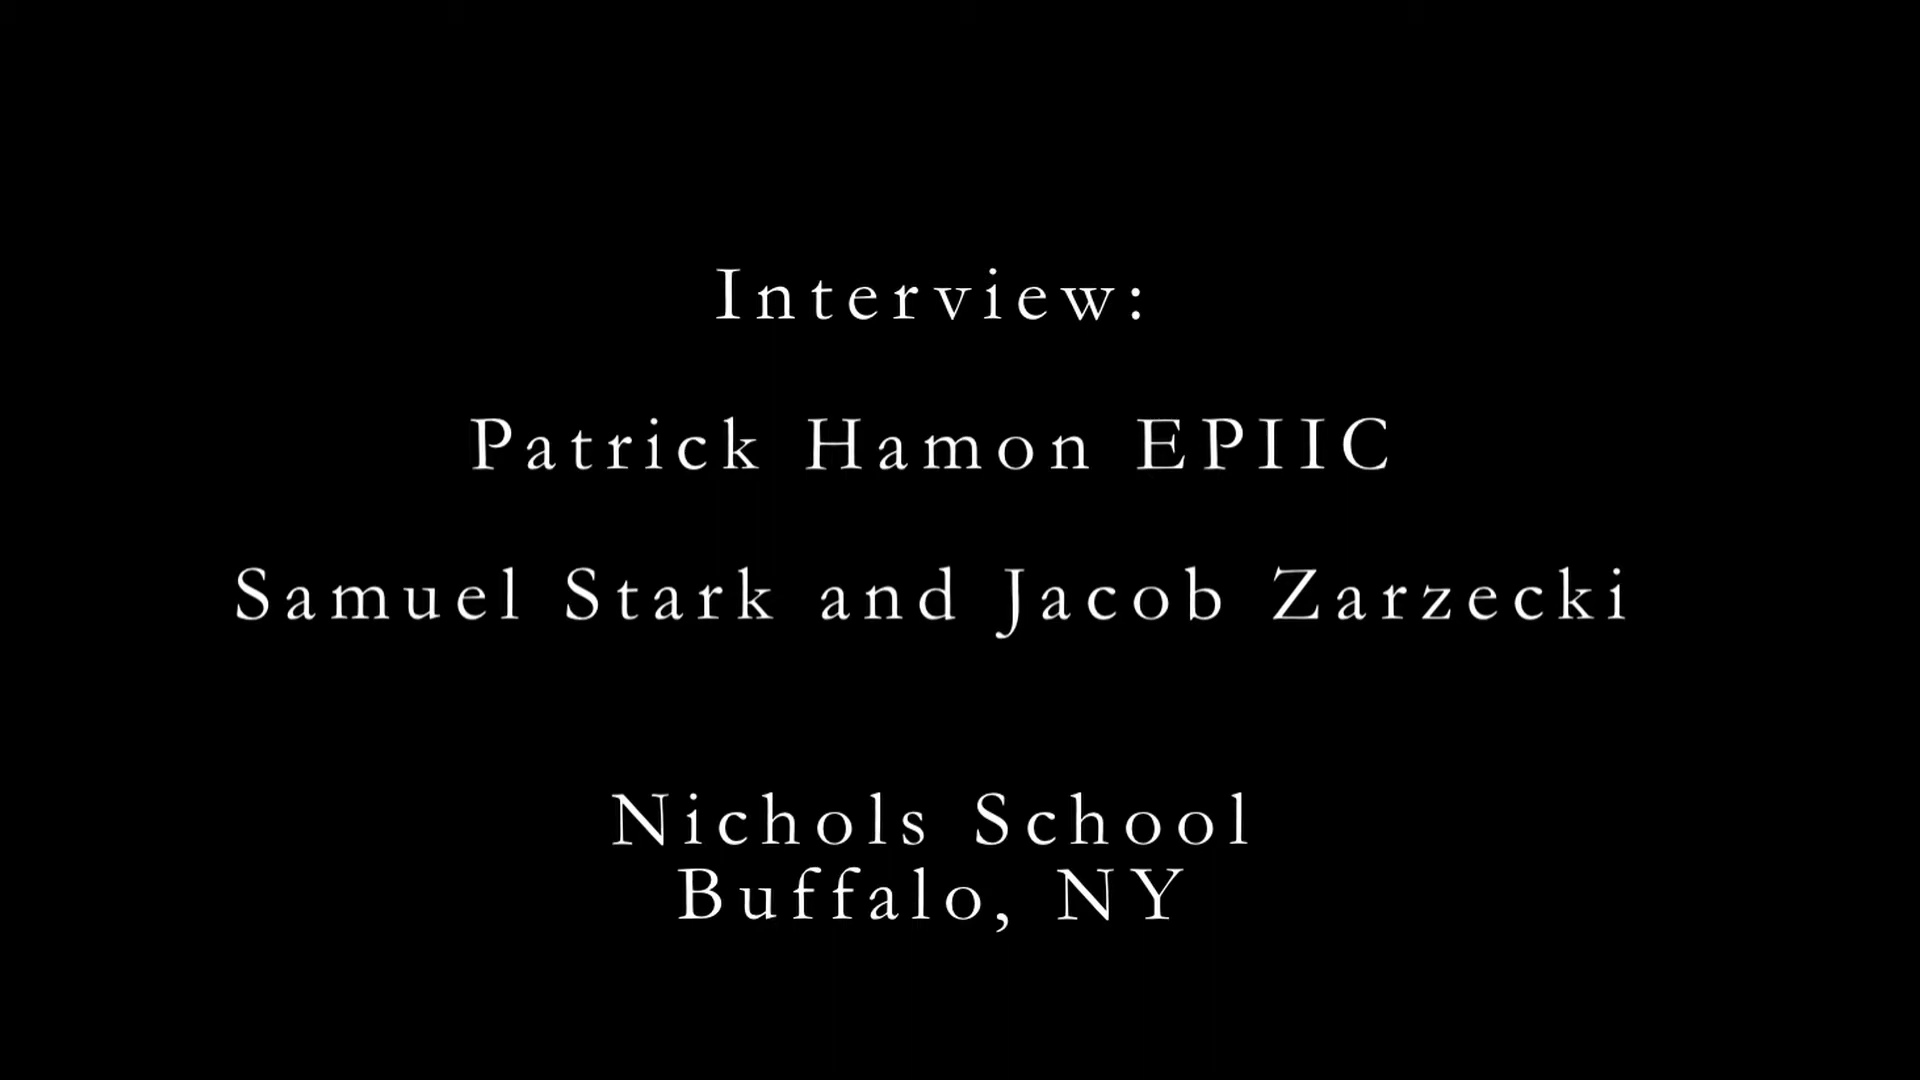 Interview:
Patrick Hamon EPIIC
Samuel Stark and Jacob Zarzecki
Nichols School
Buffalo, NY